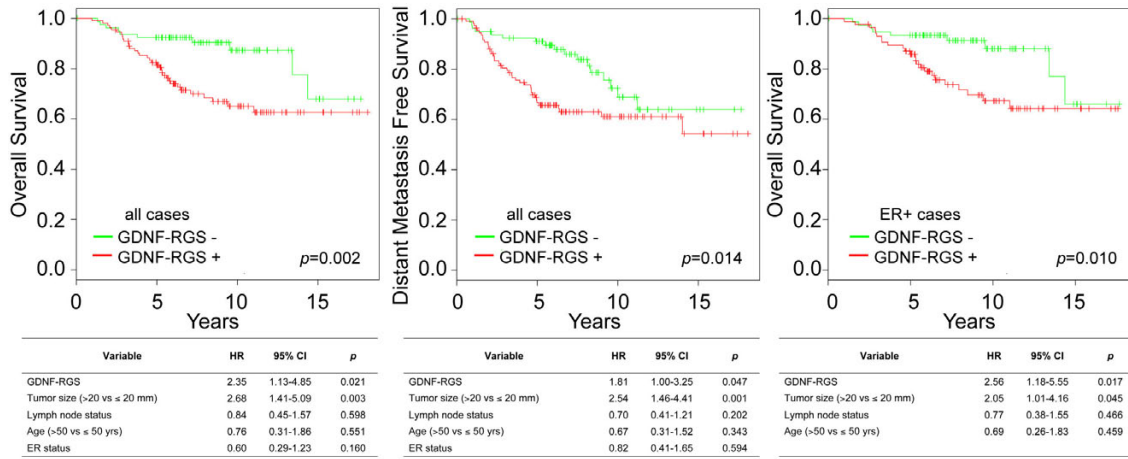 Overall Survival
1.0
0.8
0.6
0.4
0.2
0.0
all cases
GDNF-RGS -
GDNF-RGS +
p=0.002
0 5 10 15
Years
Distant Metastasis Free Survival
1.0
0.8
0.6
0.4
0.2
0.0
all cases
GDNF-RGS -
GDNF-RGS +
p=0.014
0 5 10 15
Years
Overall Survival
1.0
0.8
0.6
0.4
0.2
0.0
ER+ cases
GDNF-RGS -
GDNF-RGS +
p=0.010
0 5 10 15
Years
Variable HR 95% CI p
GDNF-RGS 2.35 1.13-4.85 0.021
Tumor size (>20 vs ≤ 20 mm) 2.68 1.41-5.09 0.003
Lymph node status 0.84 0.45-1.57 0.598
Age (>50 vs ≤ 50 yrs) 0.76 0.31-1.86 0.551
ER status 0.60 0.29-1.23 0.160
Variable HR 95% CI p
GDNF-RGS 1.81 1.00-3.25 0.047
Tumor size (>20 vs ≤ 20 mm) 2.54 1.46-4.41 0.001
Lymph node status 0.70 0.41-1.21 0.202
Age (>50 vs ≤ 50 yrs) 0.67 0.31-1.52 0.343
ER status 0.82 0.41-1.65 0.594
Variable HR 95% CI p
GDNF-RGS 2.56 1.18-5.55 0.017
Tumor size (>20 vs ≤ 20 mm) 2.05 1.01-4.16 0.045
Lymph node status 0.77 0.38-1.55 0.466
Age (>50 vs ≤ 50 yrs) 0.69 0.26-1.83 0.459